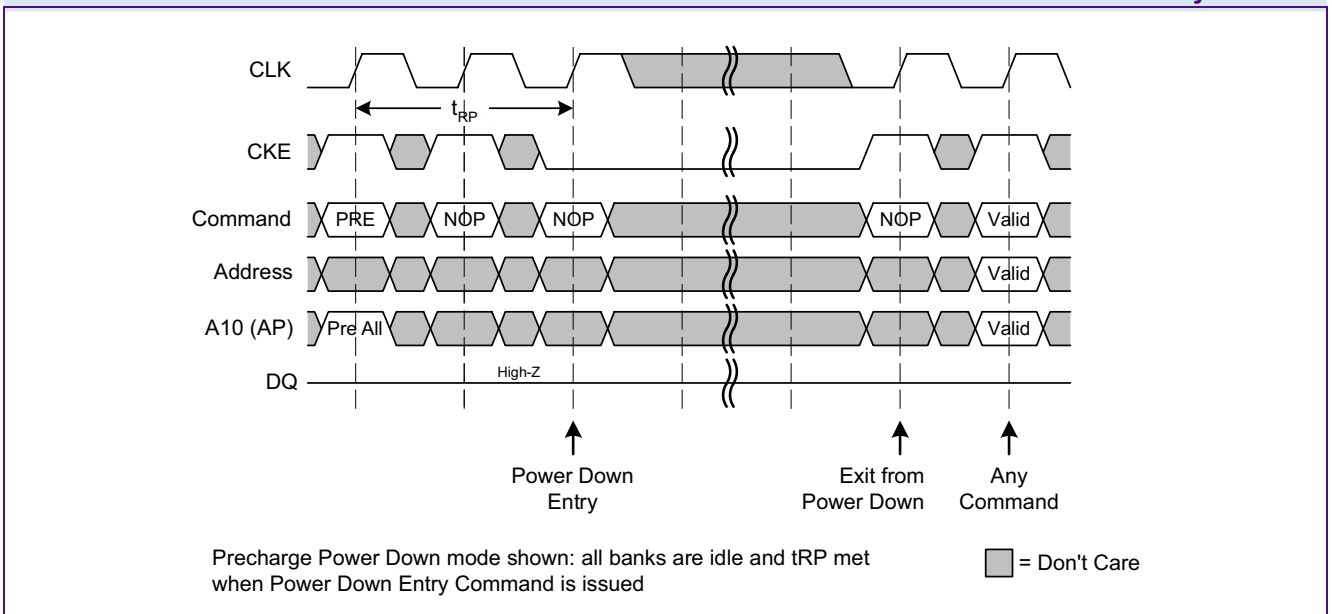 CLK
t_RP
CKE
Command PRE NOP NOP NOP Valid
Address Valid
A10 (AP) Pre All Valid
DQ High-Z
Power Down
Entry
Exit from
Power Down
Any
Command
Precharge Power Down mode shown: all banks are idle and tRP met
when Power Down Entry Command is issued
= Don't Care